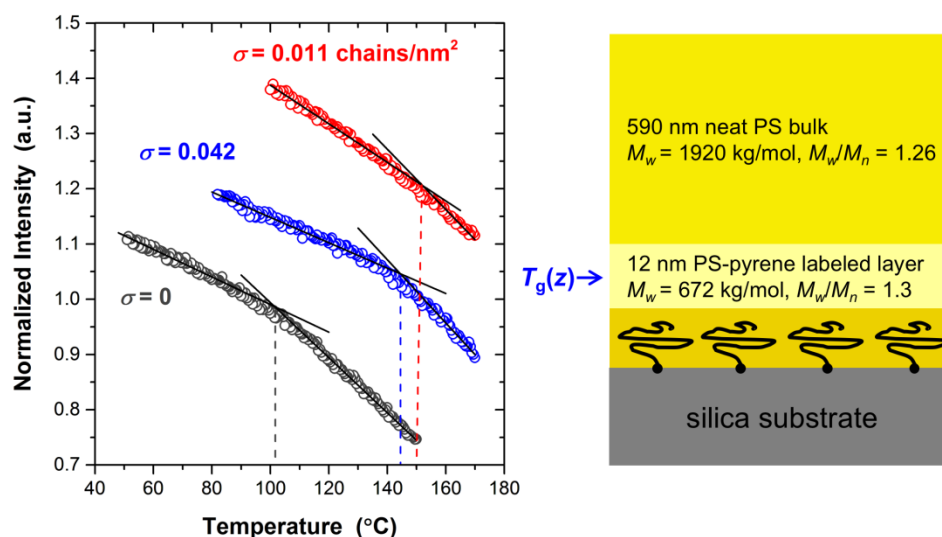 1.5
1.4
1.3
1.2
1.1
1.0
0.9
0.8
0.7
Normalized Intensity (a.u.)
σ = 0.011 chains/nm²
σ = 0.042
σ = 0
40 60 80 100 120 140 160 180
Temperature (°C)
590 nm neat PS bulk
Mw = 1920 kg/mol, Mw/Mn = 1.26
Tg(z) →
12 nm PS-pyrene labeled layer
Mw = 672 kg/mol, Mw/Mn = 1.3
silica substrate